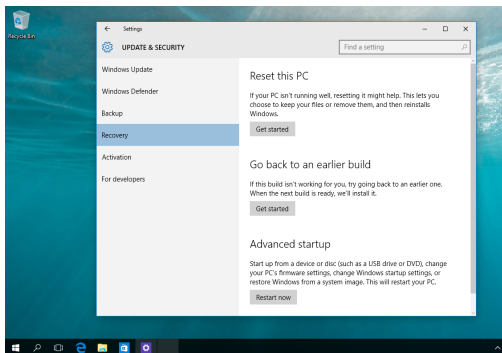 Recycle Bin
Settings
UPDATE & SECURITY
Find a setting
Windows Update
Windows Defender
Backup
Recovery
Activation
For developers
Reset this PC
If your PC isn't running well, resetting it might help. This lets you
choose to keep your files or remove them, and then reinstalls
Windows.
Get started
Go back to an earlier build
If this build isn't working for you, try going back to an earlier one.
When the next build is ready, we'll install it.
Get started
Advanced startup
Start up from a device or disc (such as a USB drive or DVD), change
your PC's firmware settings, change Windows startup settings, or
restore Windows from a system image. This will restart your PC.
Restart now